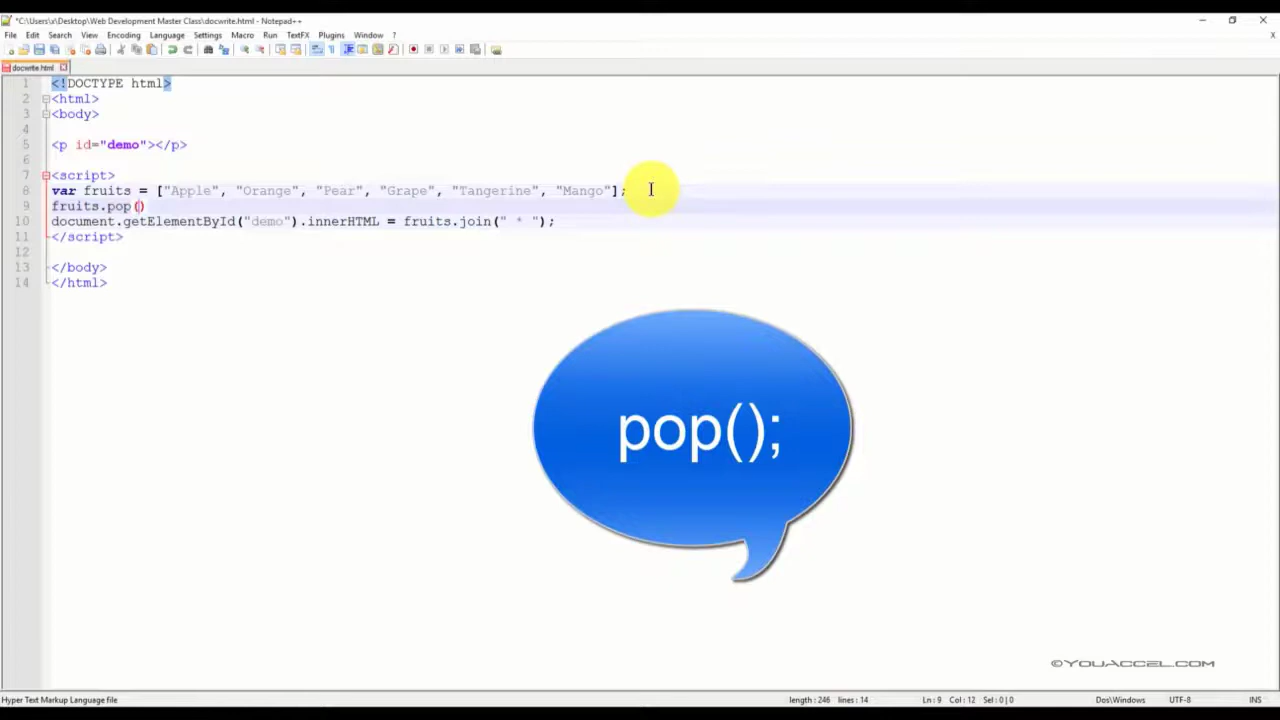 *C:\Users\x\Desktop\Web Development Master Class\docwrite.html - Notepad++
File Edit Search View Encoding Language Settings Macro Run TextFX Plugins Window ? X
docwrite.html
1 <!DOCTYPE html>
2 <html>
3 <body>
4
5 <p id="demo"></p>
6
7 <script>
8 var fruits = ["Apple", "Orange", "Pear", "Grape", "Tangerine", "Mango"];
9 fruits.pop()
10 document.getElementById("demo").innerHTML = fruits.join(" * ");
11 </script>
12
13 </body>
14 </html>
pop();
©YOUACCEL.COM
Hyper Text Markup Language file length : 246 lines : 14 Ln : 9 Col : 12 Sel : 0 | 0 Dos\Windows UTF-8 INS